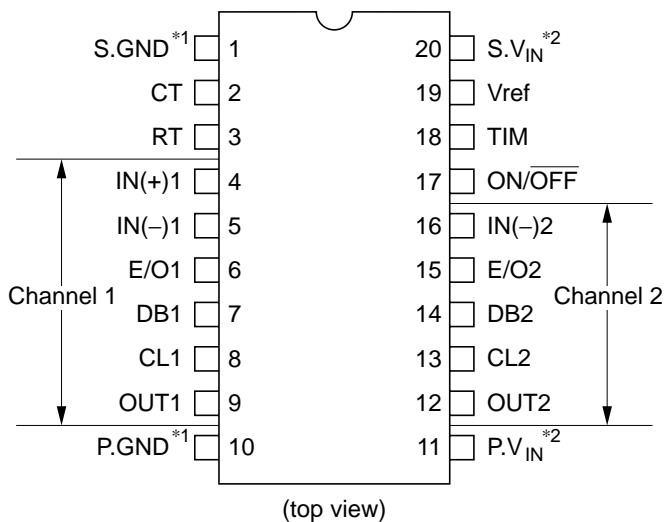 S.GND*1 1 20 S.VIN*2
CT 2 19 Vref
RT 3 18 TIM
IN(+)1 4 17 ON/OFF
IN(−)1 5 16 IN(−)2
E/O1 6 15 E/O2
Channel 1 Channel 2
DB1 7 14 DB2
CL1 8 13 CL2
OUT1 9 12 OUT2
P.GND*1 10 11 P.VIN*2
(top view)